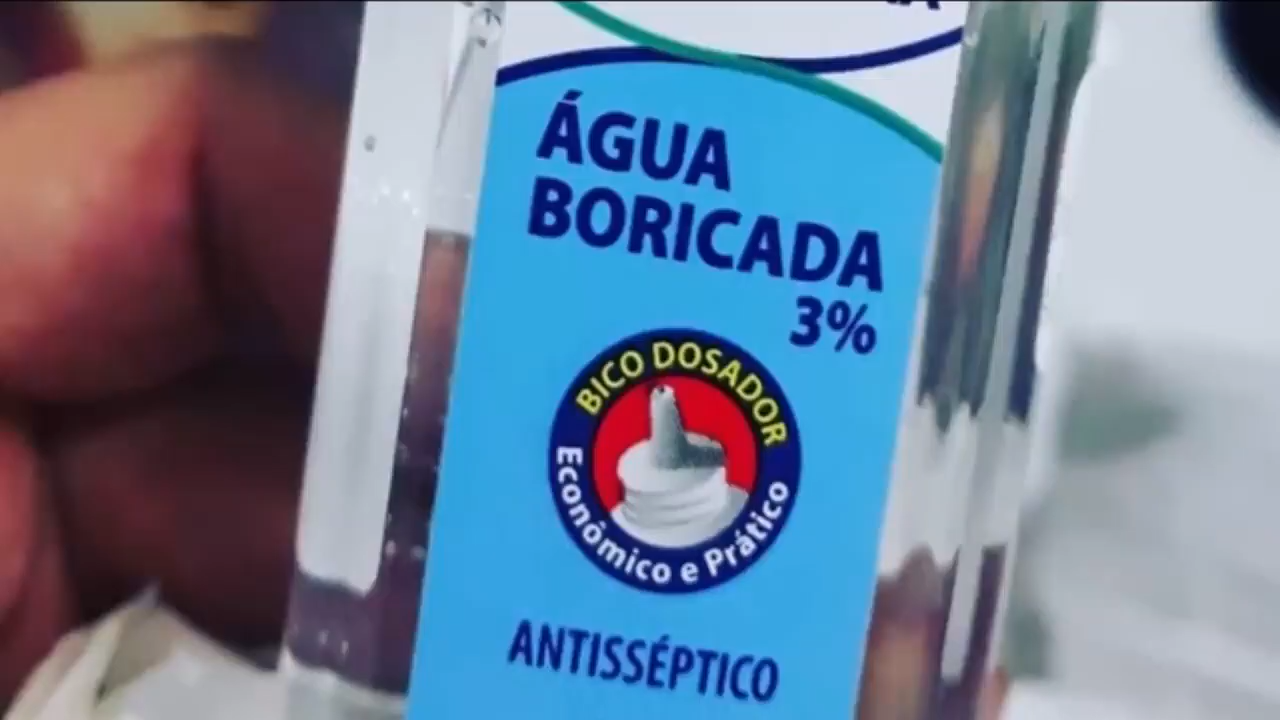 ÁGUA
BORICADA
3%
BICO DOSADOR
Econômico e Prático
ANTISSÉPTICO